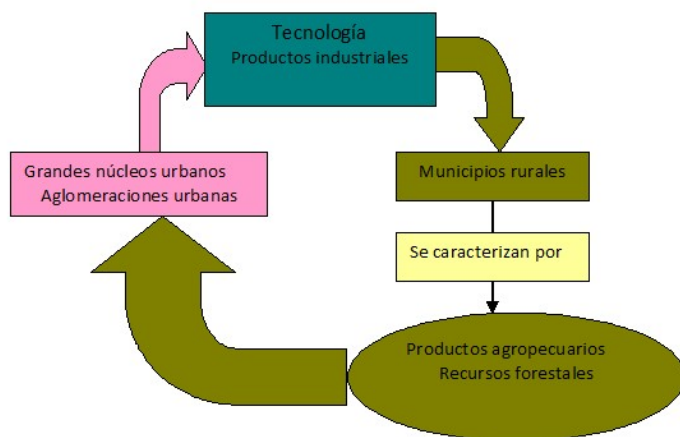 Tecnología
Productos industriales
Grandes núcleos urbanos
Aglomeraciones urbanas
Municipios rurales
Se caracterizan por
Productos agropecuarios
Recursos forestales